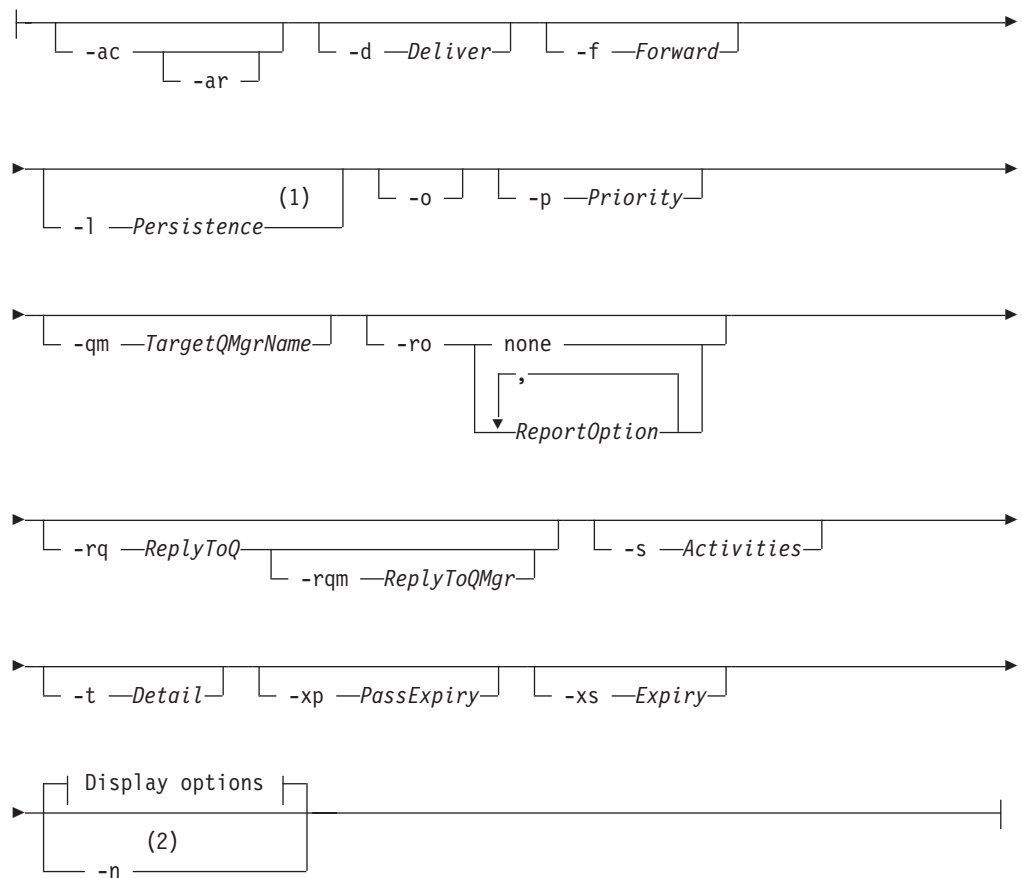 -ac -d Deliver -f Forward
-ar
(1)
-l Persistence -o -p Priority
-qm TargetQMgrName -ro none
,
ReportOption
-rq ReplyToQ -s Activities
-rqm ReplyToQMgr
-t Detail -xp PassExpiry -xs Expiry
Display options
(2)
-n